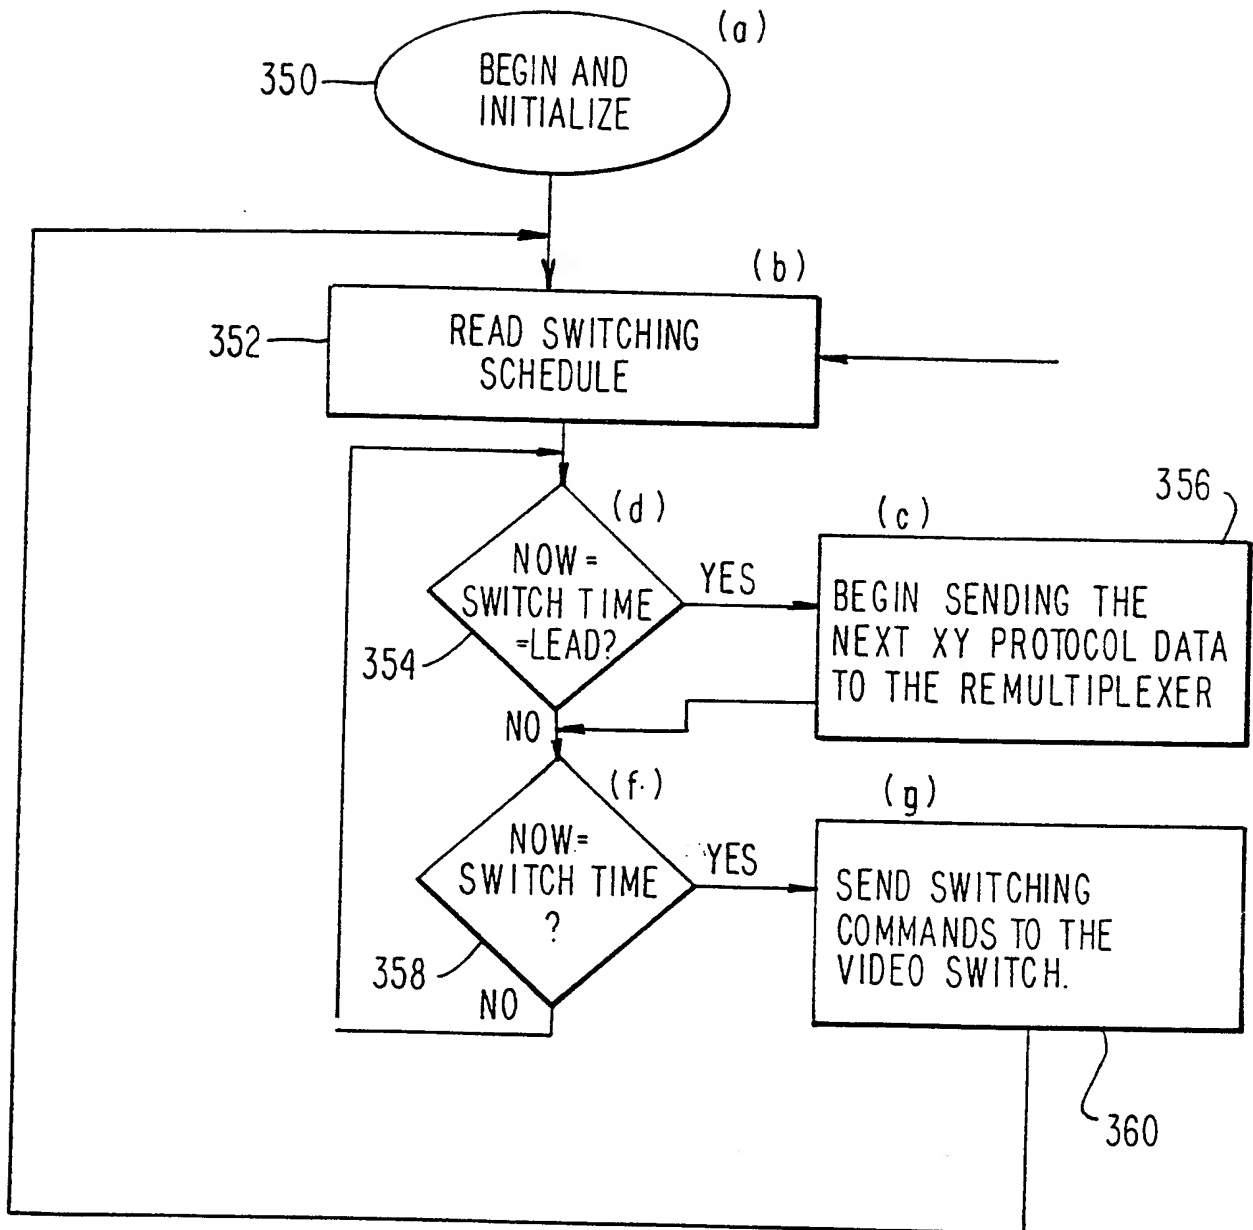 (a)
350
BEGIN AND
INITIALIZE
(b)
352
READ SWITCHING
SCHEDULE
(d)
NOW=
SWITCH TIME
=LEAD?
354
YES
NO
(c)
356
BEGIN SENDING THE
NEXT XY PROTOCOL DATA
TO THE REMULTIPLEXER
(f)
NOW=
SWITCH TIME
?
358
YES
NO
(g)
SEND SWITCHING
COMMANDS TO THE
VIDEO SWITCH.
360